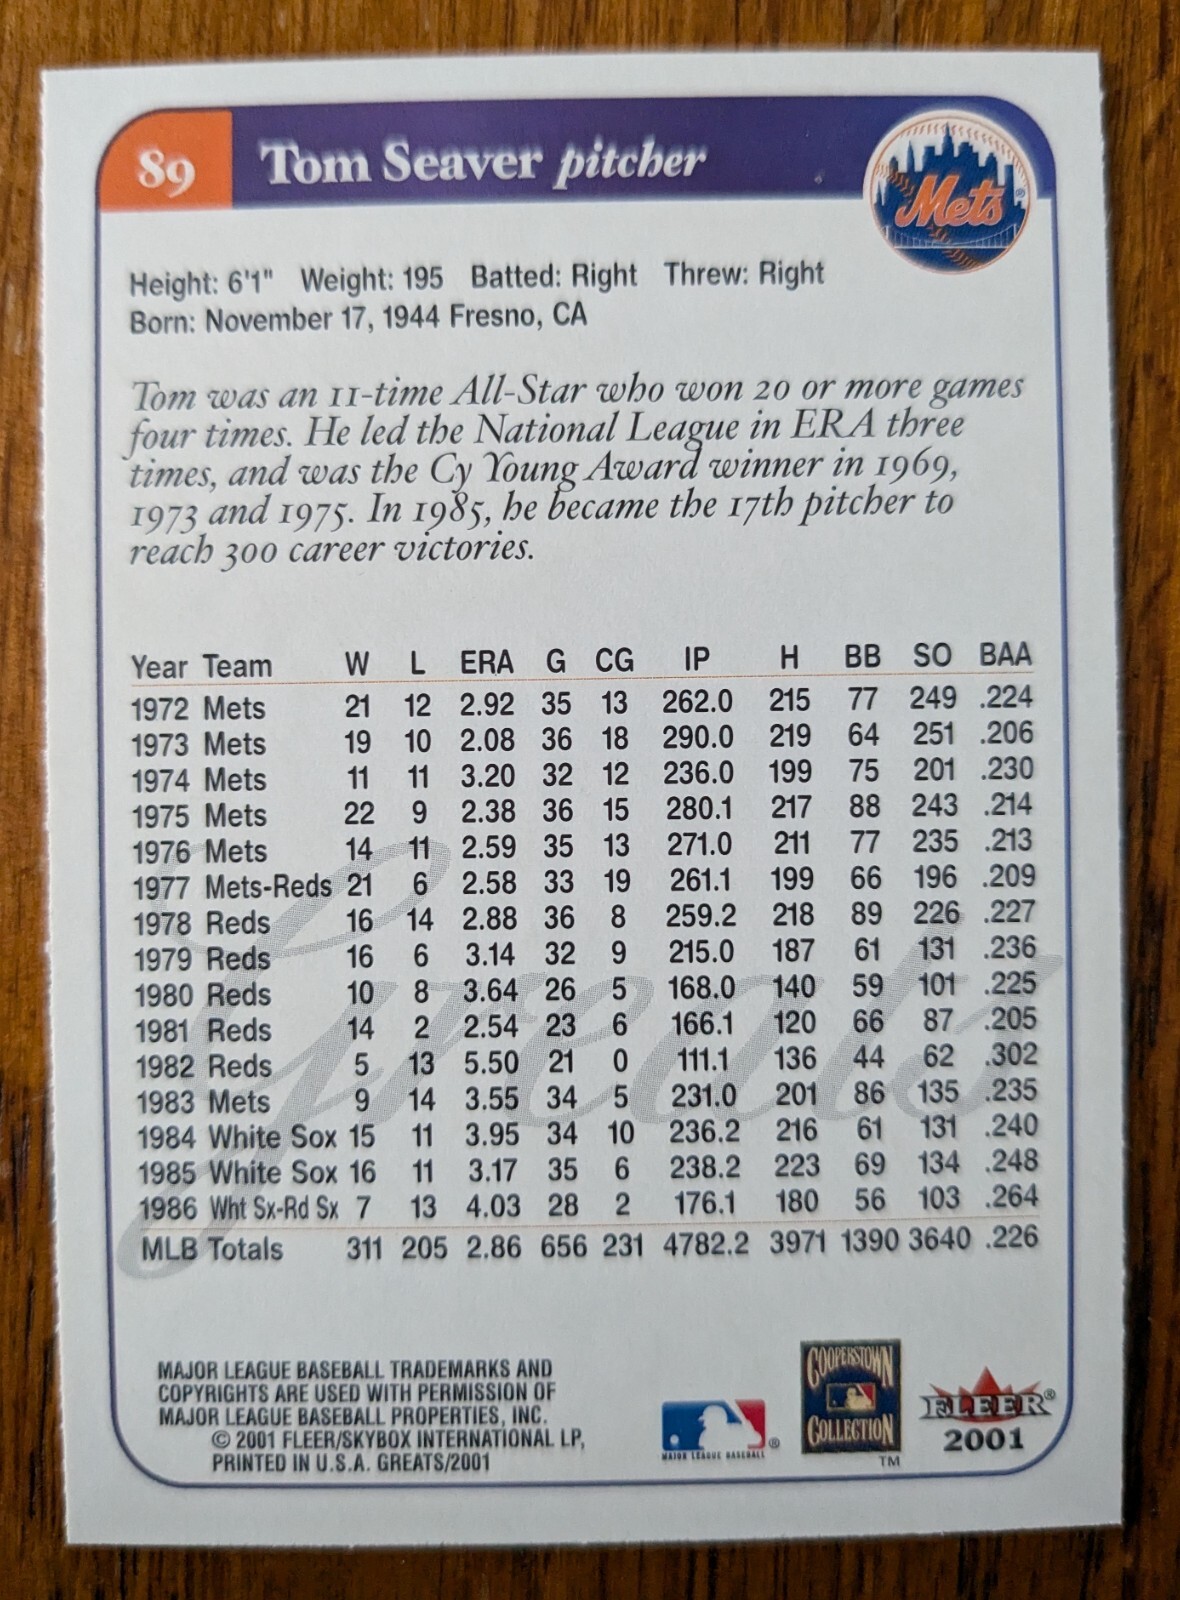 89 Tom Seaver pitcher
Mets®
Height: 6'1" Weight: 195 Batted: Right Threw: Right
Born: November 17, 1944 Fresno, CA
Tom was an 11-time All-Star who won 20 or more games
four times. He led the National League in ERA three
times, and was the Cy Young Award winner in 1969,
1973 and 1975. In 1985, he became the 17th pitcher to
reach 300 career victories.
Year Team W L ERA G CG IP H BB SO BAA
1972 Mets 21 12 2.92 35 13 262.0 215 77 249 .224
1973 Mets 19 10 2.08 36 18 290.0 219 64 251 .206
1974 Mets 11 11 3.20 32 12 236.0 199 75 201 .230
1975 Mets 22 9 2.38 36 15 280.1 217 88 243 .214
1976 Mets 14 11 2.59 35 13 271.0 211 77 235 .213
1977 Mets-Reds 21 6 2.58 33 19 261.1 199 66 196 .209
1978 Reds 16 14 2.88 36 8 259.2 218 89 226 .227
1979 Reds 16 6 3.14 32 9 215.0 187 61 131 .236
1980 Reds 10 8 3.64 26 5 168.0 140 59 101 .225
1981 Reds 14 2 2.54 23 6 166.1 120 66 87 .205
1982 Reds 5 13 5.50 21 0 111.1 136 44 62 .302
1983 Mets 9 14 3.55 34 5 231.0 201 86 135 .235
1984 White Sox 15 11 3.95 34 10 236.2 216 61 131 .240
1985 White Sox 16 11 3.17 35 6 238.2 223 69 134 .248
1986 Wht Sx-Rd Sx 7 13 4.03 28 2 176.1 180 56 103 .264
MLB Totals 311 205 2.86 656 231 4782.2 3971 1390 3640 .226
Greats
MAJOR LEAGUE BASEBALL TRADEMARKS AND
COPYRIGHTS ARE USED WITH PERMISSION OF
MAJOR LEAGUE BASEBALL PROPERTIES, INC.
© 2001 FLEER/SKYBOX INTERNATIONAL LP,
PRINTED IN U.S.A. GREATS/2001
MAJOR LEAGUE BASEBALL®
COOPERSTOWN
COLLECTION
TM
FLEER®
2001